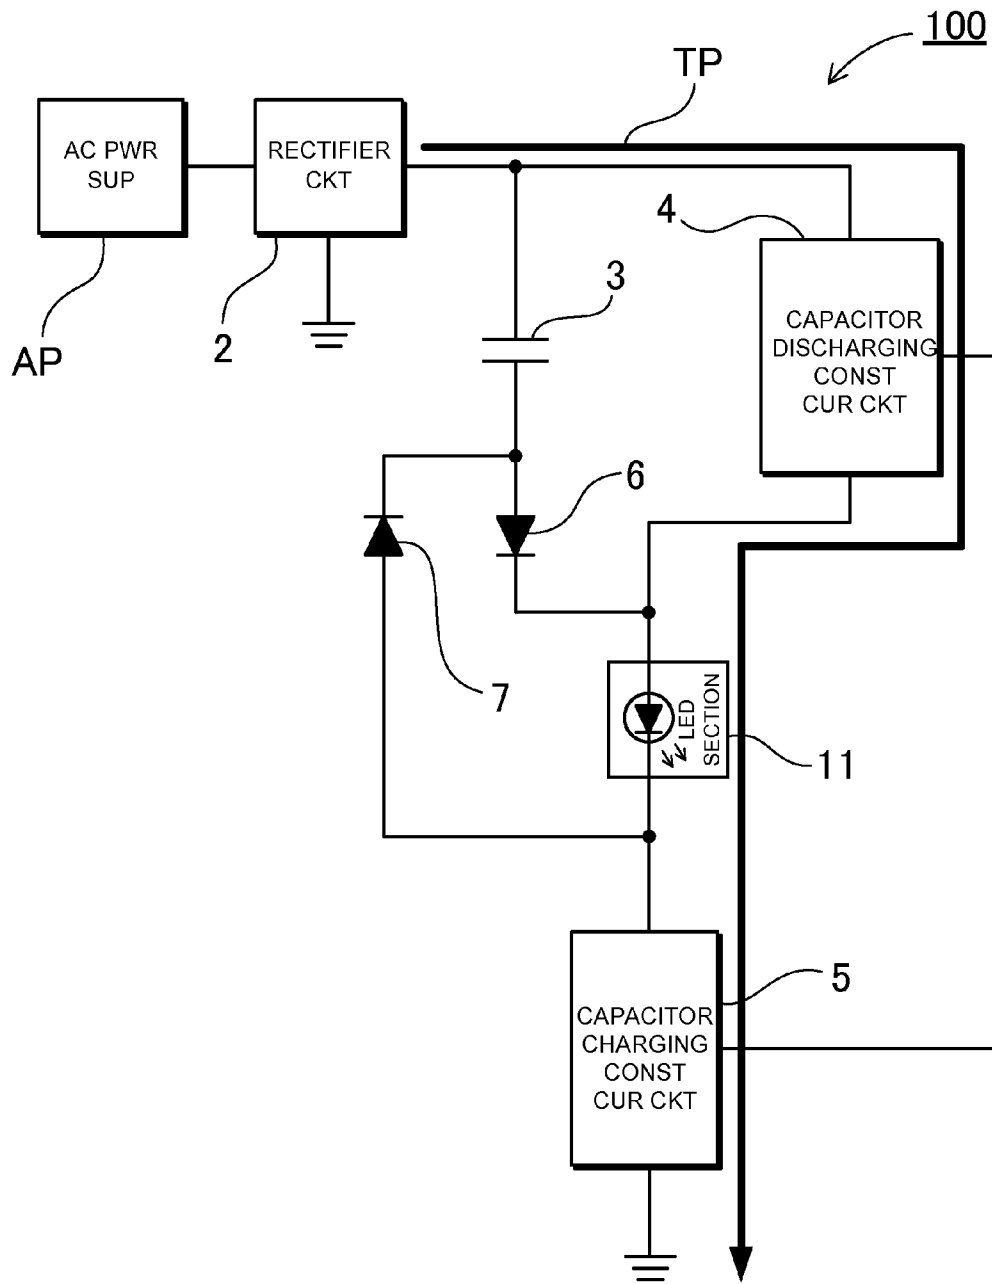 100
TP
AC PWR
SUP
RECTIFIER
CKT
4
3
2
AP
CAPACITOR
DISCHARGING
CONST
CUR CKT
6
7
LED
SECTION
11
5
CAPACITOR
CHARGING
CONST
CUR CKT